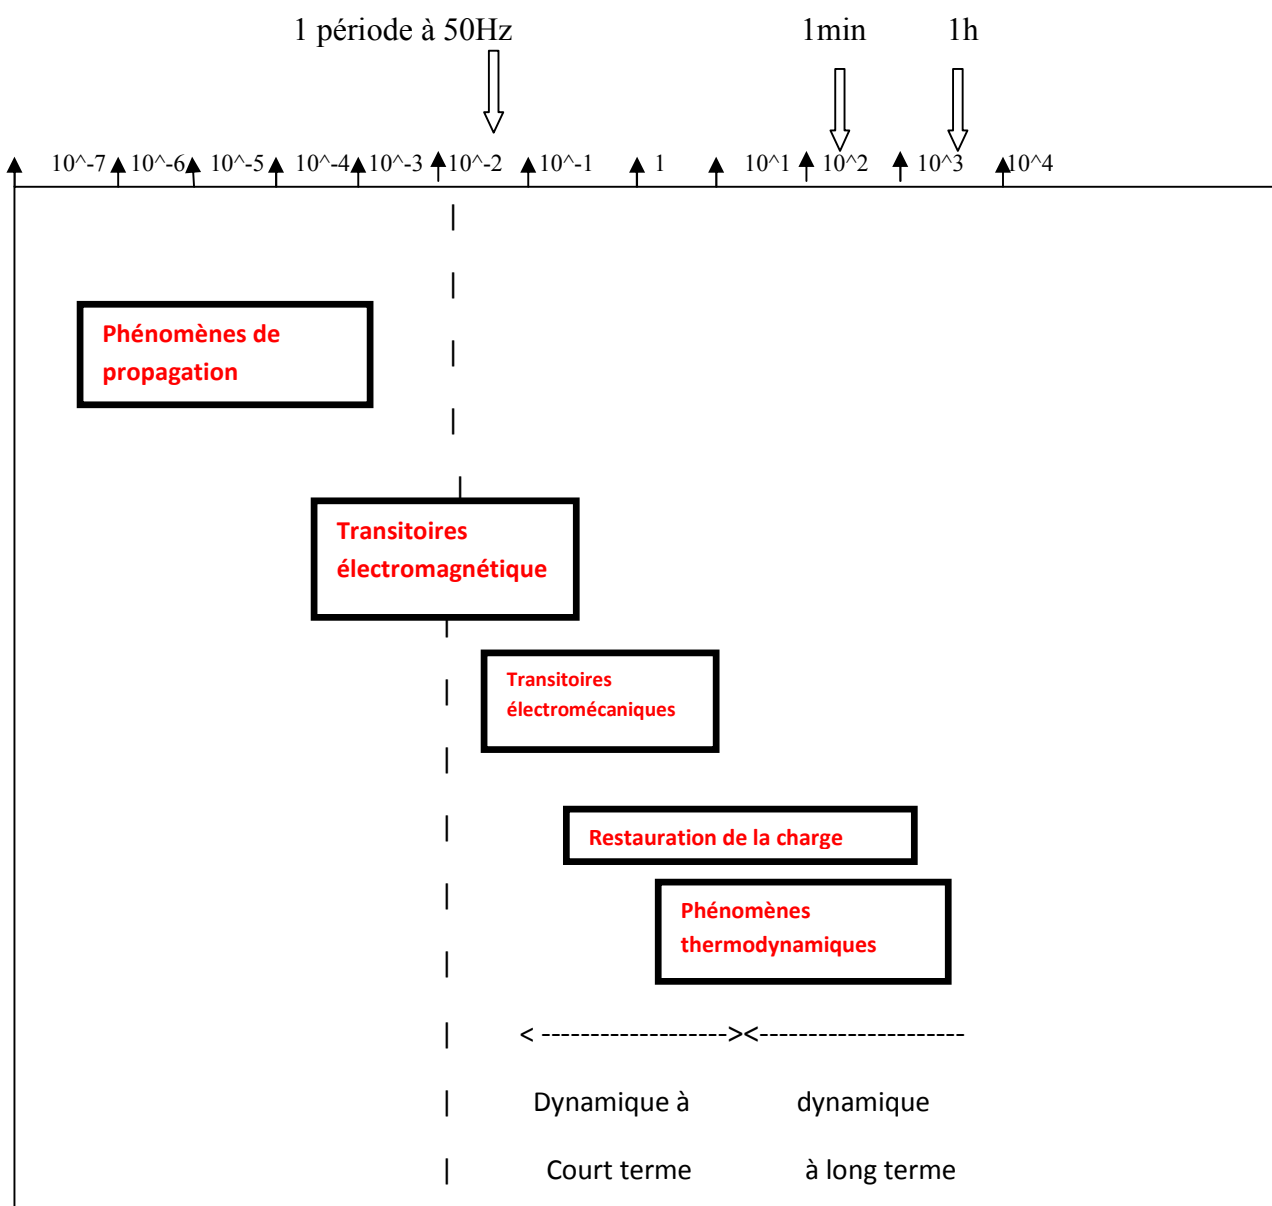 1 période à 50Hz 1min 1h
10^-7 10^-6 10^-5 10^-4 10^-3 10^-2 10^-1 1 10^1 10^2 10^3 10^4
Phénomènes de
propagation
Transitoires
électromagnétique
Transitoires
électromécaniques
Restauration de la charge
Phénomènes
thermodynamiques
< -------------------><---------------------
Dynamique à dynamique
Court terme à long terme